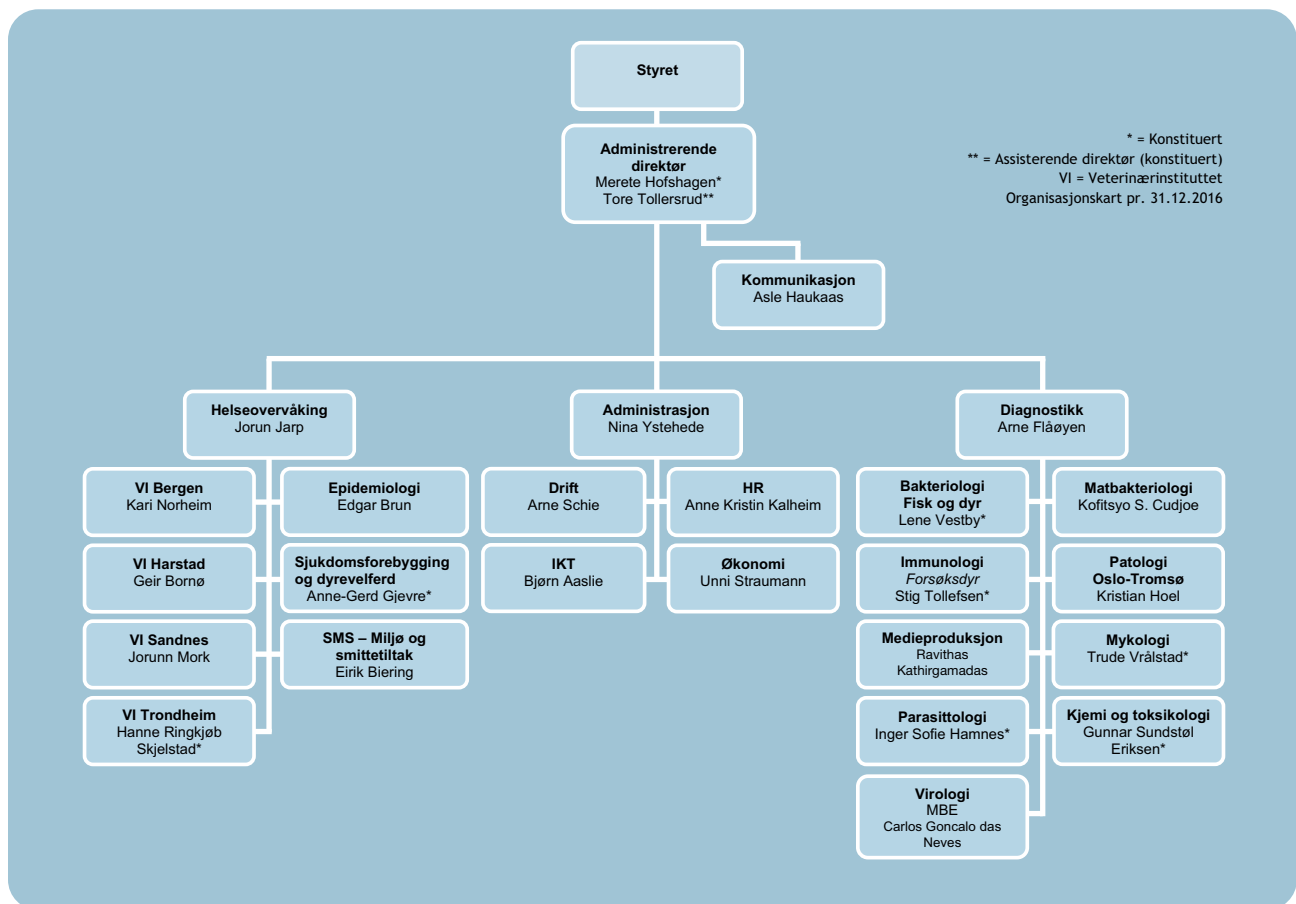 Styret
Administrerende
direktør
Merete Hofshagen*
Tore Tollersrud**
* = Konstituert
** = Assisterende direktør (konstituert)
VI = Veterinærinstituttet
Organisasjonskart pr. 31.12.2016
Kommunikasjon
Asle Haukaas
Helseovervåking
Jorun Jarp
Administrasjon
Nina Ystehede
Diagnostikk
Arne Flåøyen
VI Bergen
Kari Norheim
Epidemiologi
Edgar Brun
VI Harstad
Geir Bornø
Sjukdomsforebygging
og dyrevelferd
Anne-Gerd Gjevre*
VI Sandnes
Jorunn Mork
SMS – Miljø og
smittetiltak
Eirik Biering
VI Trondheim
Hanne Ringkjøb
Skjelstad*
Drift
Arne Schie
HR
Anne Kristin Kalheim
IKT
Bjørn Aaslie
Økonomi
Unni Straumann
Bakteriologi
Fisk og dyr
Lene Vestby*
Matbakteriologi
Kofitsyo S. Cudjoe
Immunologi
Forsøksdyr
Stig Tollefsen*
Patologi
Oslo-Tromsø
Kristian Hoel
Medieproduksjon
Ravithas
Kathirgamadas
Mykologi
Trude Vrålstad*
Parasittologi
Inger Sofie Hamnes*
Kjemi og toksikologi
Gunnar Sundstøl
Eriksen*
Virologi
MBE
Carlos Goncalo das
Neves